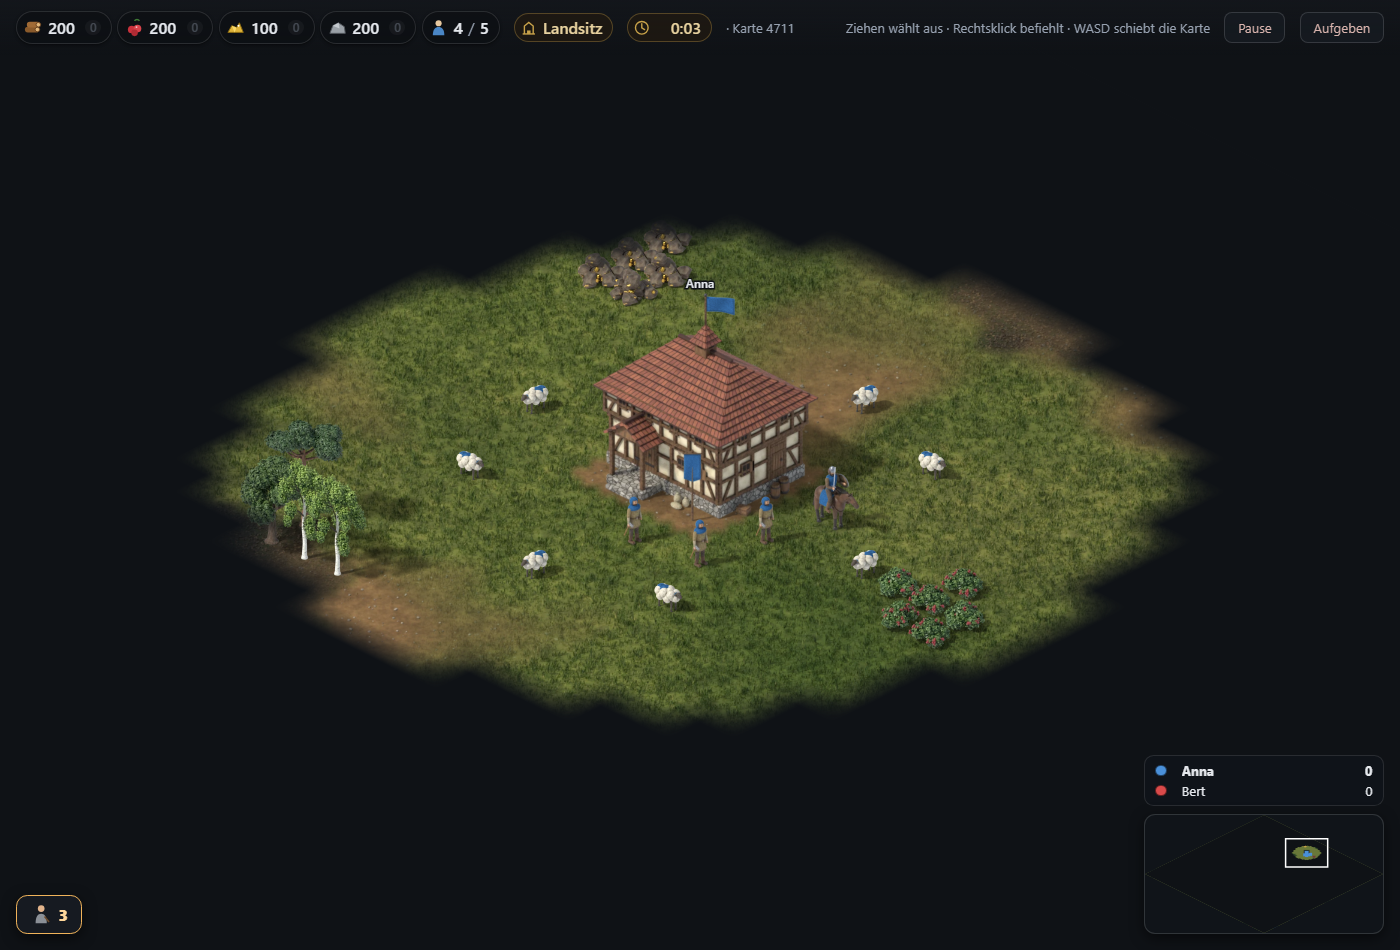 200 0 200 0 100 0 200 0 4 / 5 Landsitz 0:03 · Karte 4711 Ziehen wählt aus · Rechtsklick befiehlt · WASD schiebt die Karte Pause Aufgeben
Anna
Anna 0
Bert 0
3